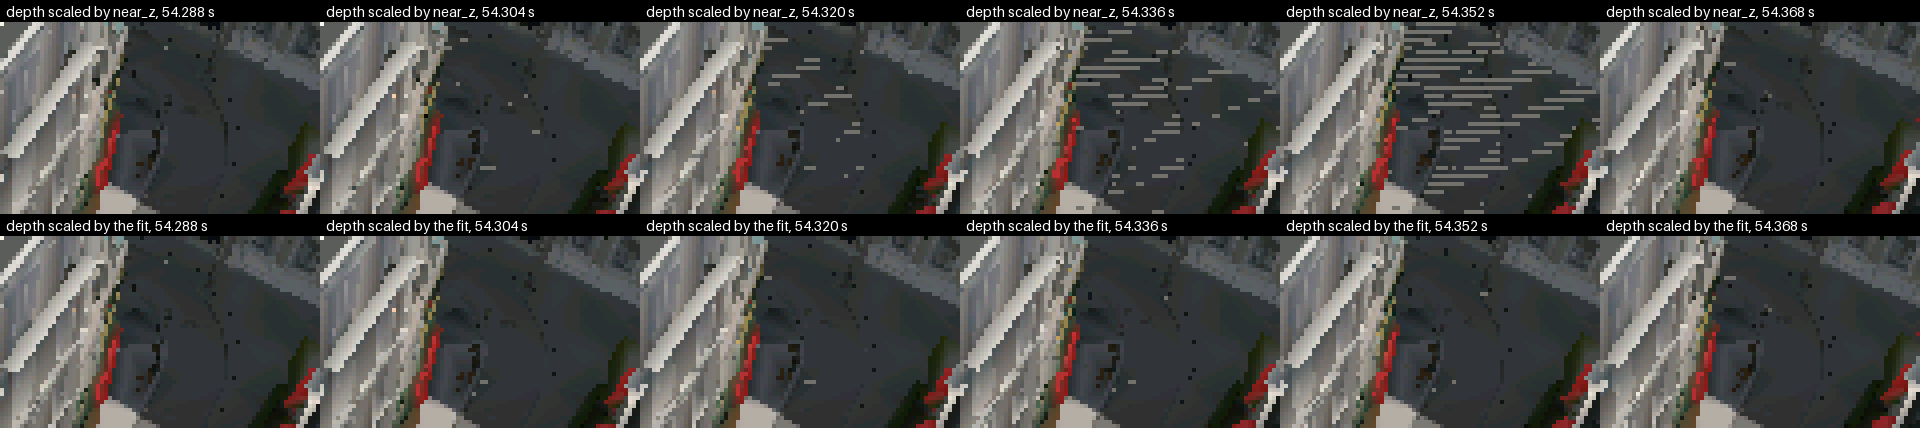 depth scaled by near_z, 54.288 s
depth scaled by near_z, 54.304 s
depth scaled by near_z, 54.320 s
depth scaled by near_z, 54.336 s
depth scaled by near_z, 54.352 s
depth scaled by near_z, 54.368 s
depth scaled by the fit, 54.288 s
depth scaled by the fit, 54.304 s
depth scaled by the fit, 54.320 s
depth scaled by the fit, 54.336 s
depth scaled by the fit, 54.352 s
depth scaled by the fit, 54.368 s